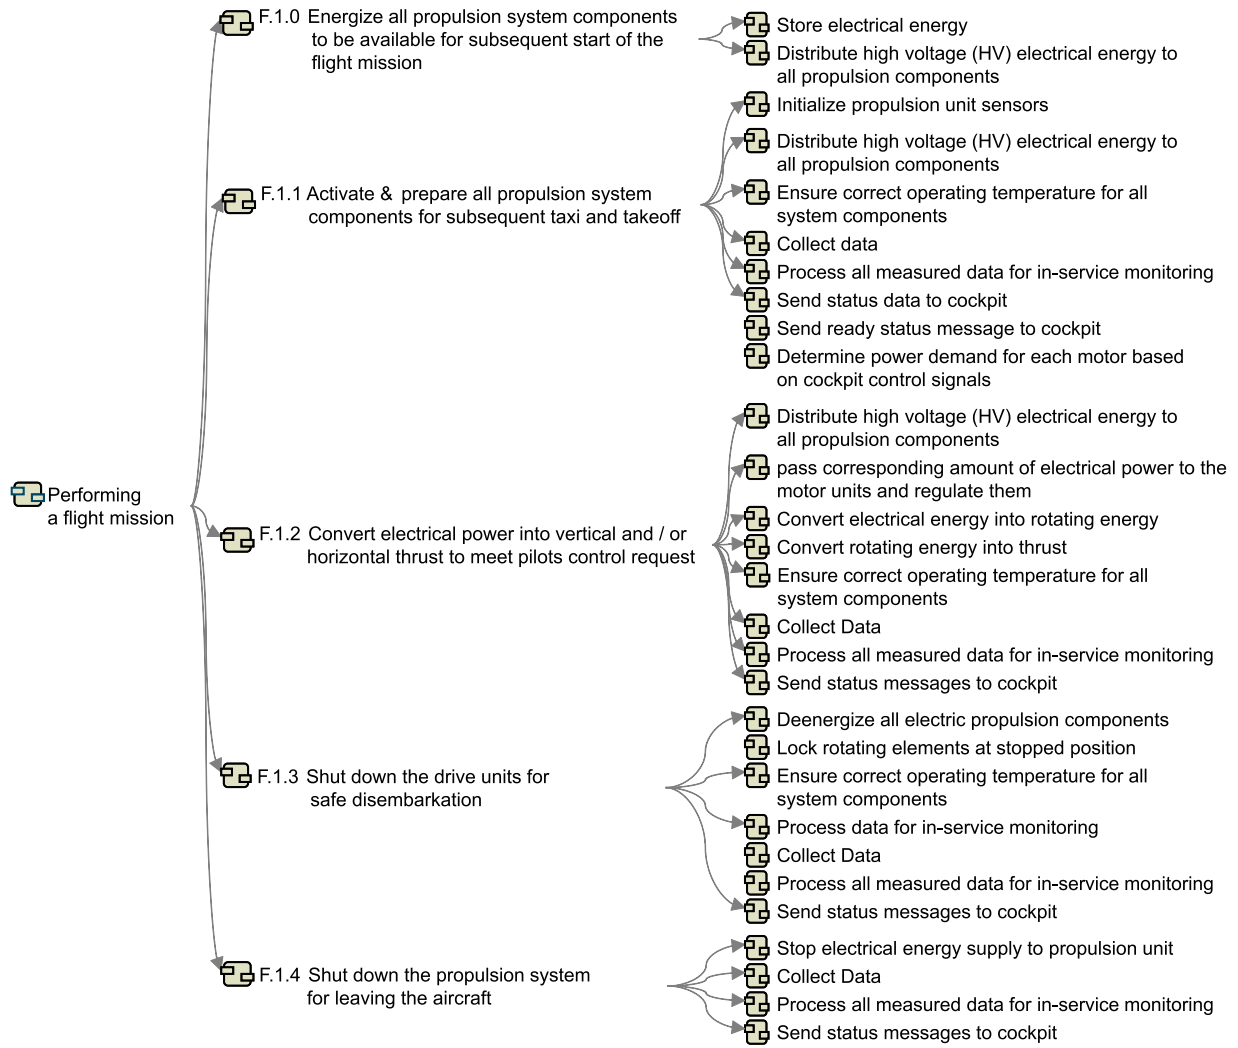 F.1.0 Energize all propulsion system components
to be available for subsequent start of the
flight mission
Store electrical energy
Distribute high voltage (HV) electrical energy to
all propulsion components
Initialize propulsion unit sensors
Distribute high voltage (HV) electrical energy to
all propulsion components
F.1.1 Activate & prepare all propulsion system
components for subsequent taxi and takeoff
Ensure correct operating temperature for all
system components
Collect data
Process all measured data for in-service monitoring
Send status data to cockpit
Send ready status message to cockpit
Determine power demand for each motor based
on cockpit control signals
Performing
a flight mission
F.1.2 Convert electrical power into vertical and / or
horizontal thrust to meet pilots control request
Distribute high voltage (HV) electrical energy to
all propulsion components
pass corresponding amount of electrical power to the
motor units and regulate them
Convert electrical energy into rotating energy
Convert rotating energy into thrust
Ensure correct operating temperature for all
system components
Collect Data
Process all measured data for in-service monitoring
Send status messages to cockpit
F.1.3 Shut down the drive units for
safe disembarkation
Deenergize all electric propulsion components
Lock rotating elements at stopped position
Ensure correct operating temperature for all
system components
Process data for in-service monitoring
Collect Data
Process all measured data for in-service monitoring
Send status messages to cockpit
F.1.4 Shut down the propulsion system
for leaving the aircraft
Stop electrical energy supply to propulsion unit
Collect Data
Process all measured data for in-service monitoring
Send status messages to cockpit